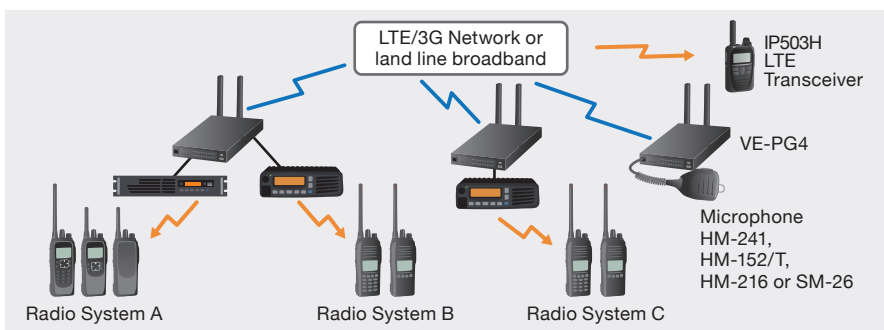 LTE/3G Network or
land line broadband
IP503H
LTE
Transceiver
VE-PG4
Microphone
HM-241,
HM-152/T,
HM-216 or SM-26
Radio System A
Radio System B
Radio System C